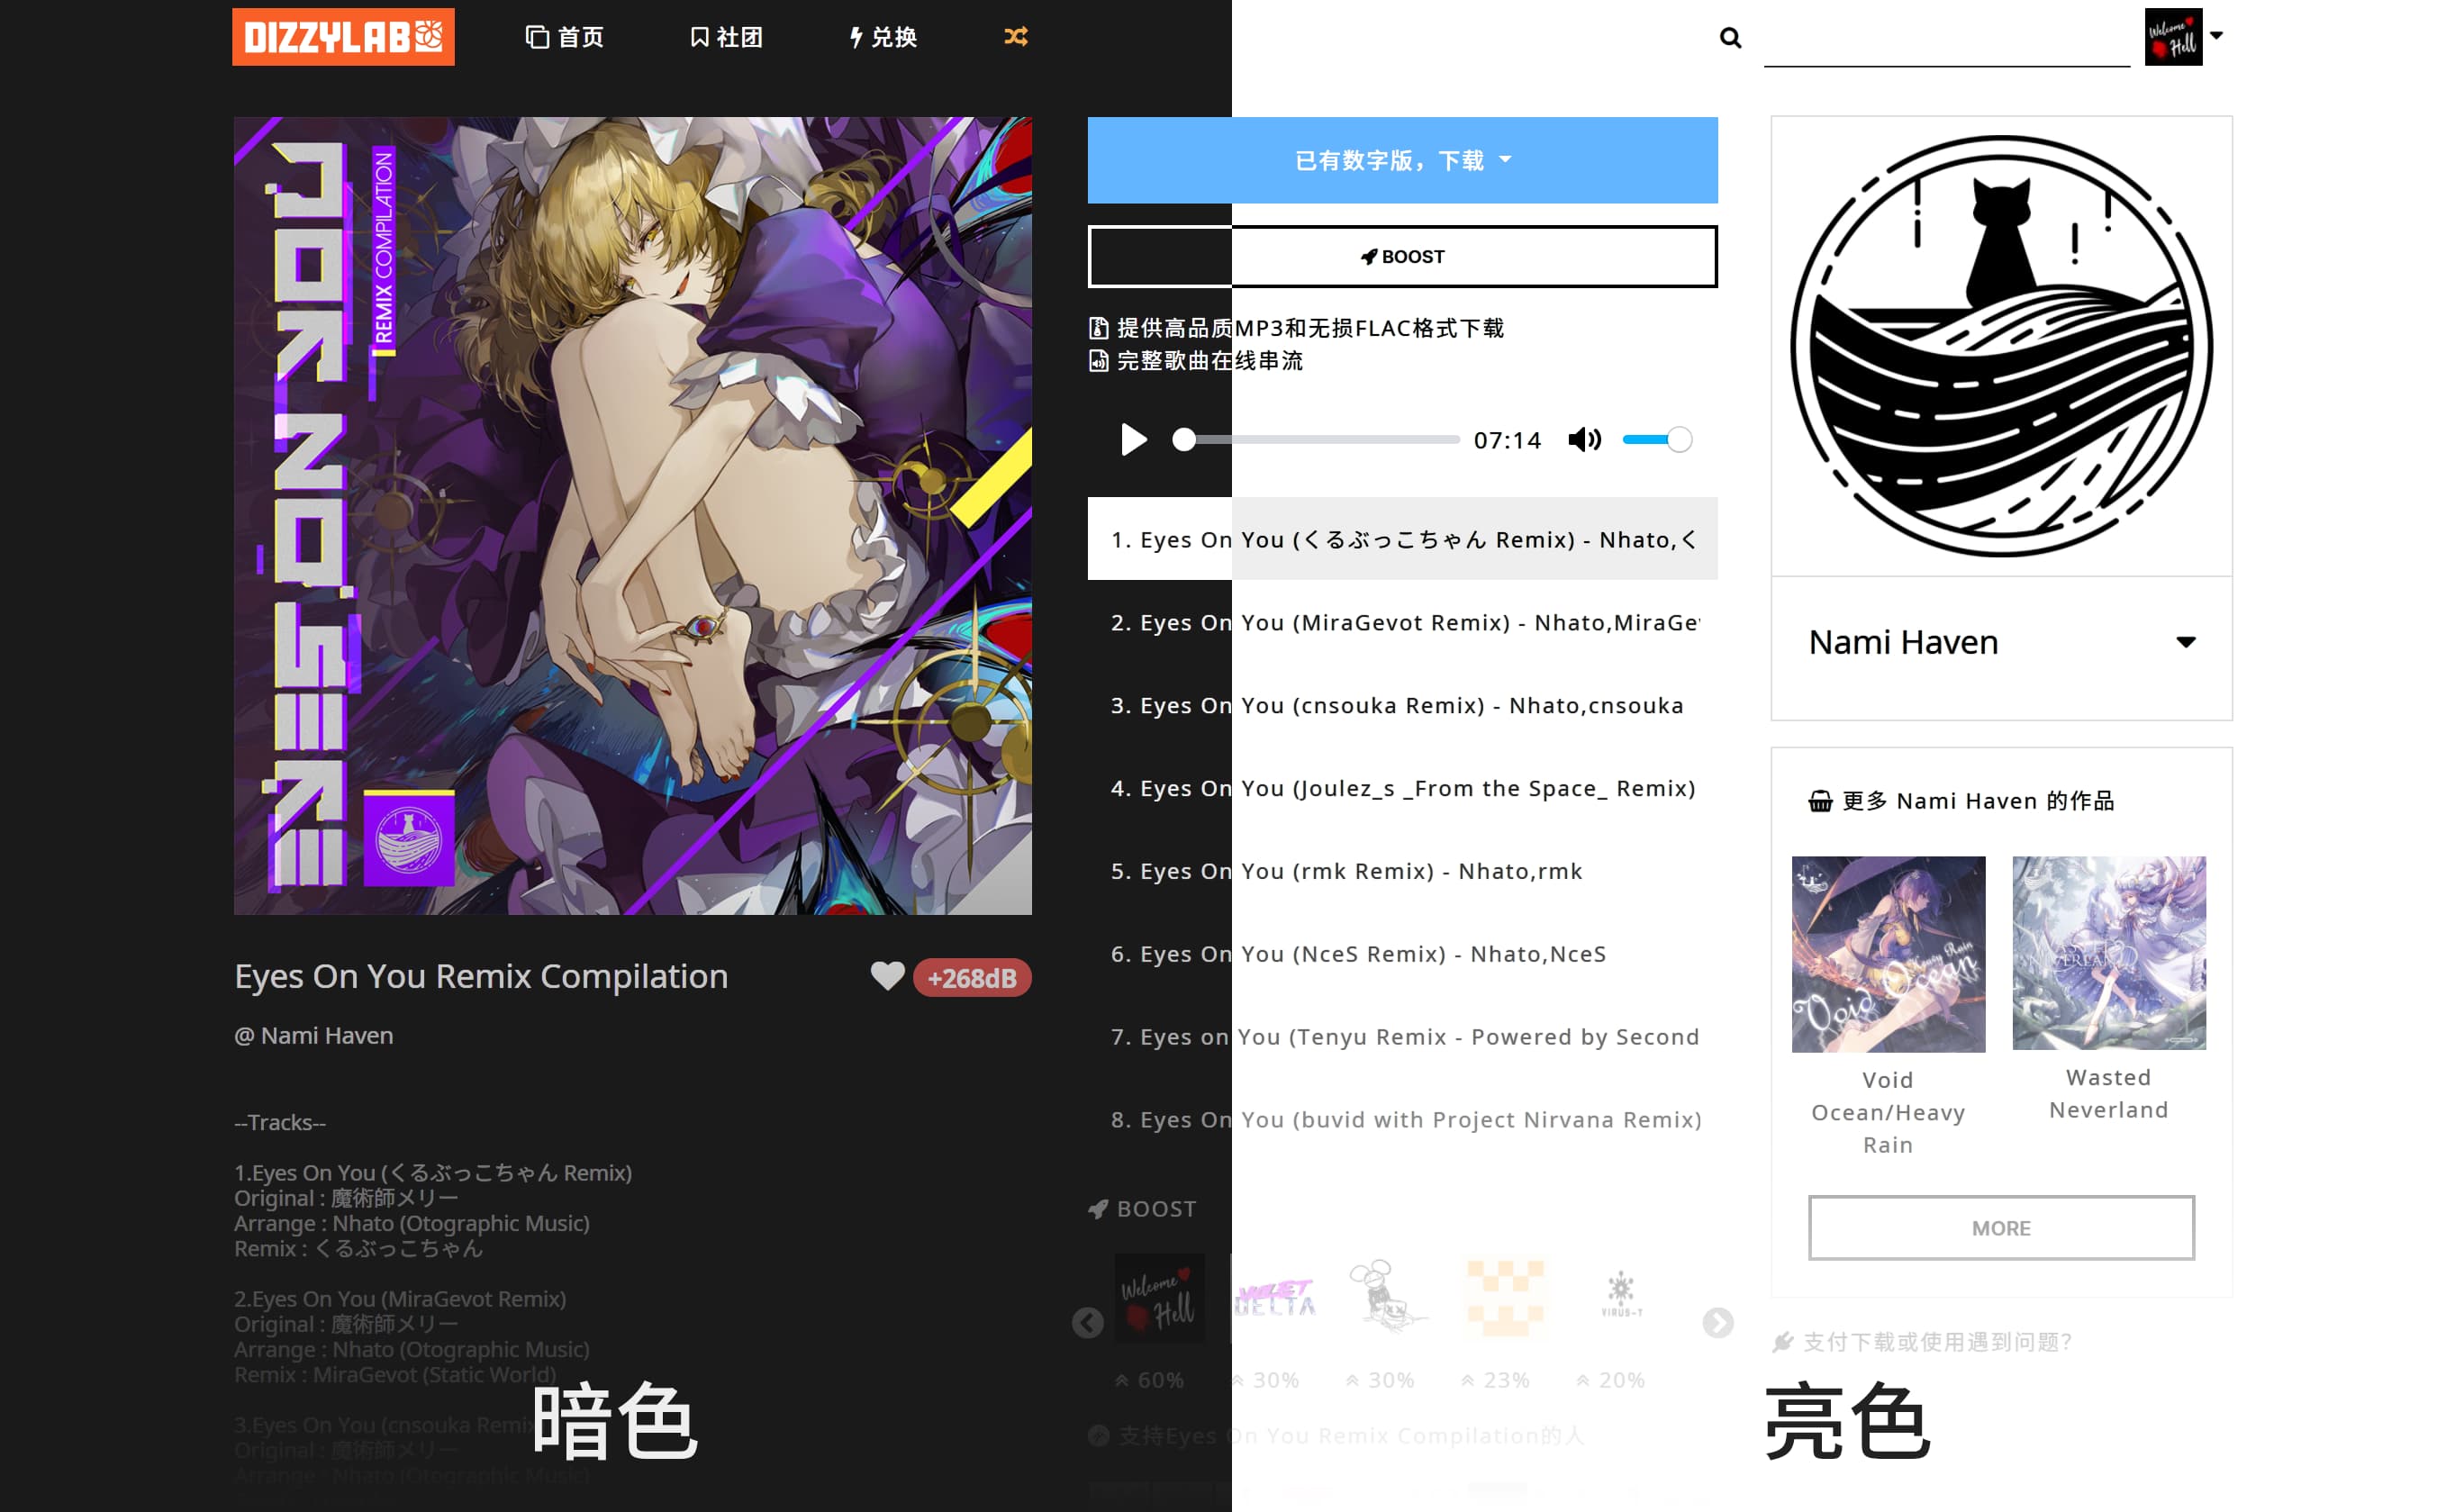 DIZZYLAB
首页
社团
兑换
REMIX COMPILATION
Eyes On You Remix Compilation
+268dB
@ Nami Haven
--Tracks--
1.Eyes On You (くるぶっこちゃん Remix)
Original : 魔術師メリー
Arrange : Nhato (Otographic Music)
Remix : くるぶっこちゃん
2.Eyes On You (MiraGevot Remix)
Original : 魔術師メリー
Arrange : Nhato (Otographic Music)
Remix : MiraGevot (Static World)
3.Eyes On You (cnsouka Remix
Original : 魔術師メリー
Arrange : Nhato (Otographic Music)
暗色
已有数字版，下载
BOOST
提供高品质MP3和无损FLAC格式下载
完整歌曲在线串流
07:14
1. Eyes On You (くるぶっこちゃん Remix) - Nhato,く
2. Eyes On You (MiraGevot Remix) - Nhato,MiraGev
3. Eyes On You (cnsouka Remix) - Nhato,cnsouka
4. Eyes On You (Joulez_s _From the Space_ Remix)
5. Eyes On You (rmk Remix) - Nhato,rmk
6. Eyes On You (NceS Remix) - Nhato,NceS
7. Eyes on You (Tenyu Remix - Powered by Second
8. Eyes On You (buvid with Project Nirvana Remix)
BOOST
Welcome Hell
VIOLET DELTA
VIRUS-T
60%
30%
30%
23%
20%
支持Eyes On You Remix Compilation的人
Welcome Hell
Nami Haven
更多 Nami Haven 的作品
Void Ocean
Heavy Rain
Void
Ocean/Heavy
Rain
Wasted
Neverland
MORE
支付下载或使用遇到问题？
亮色